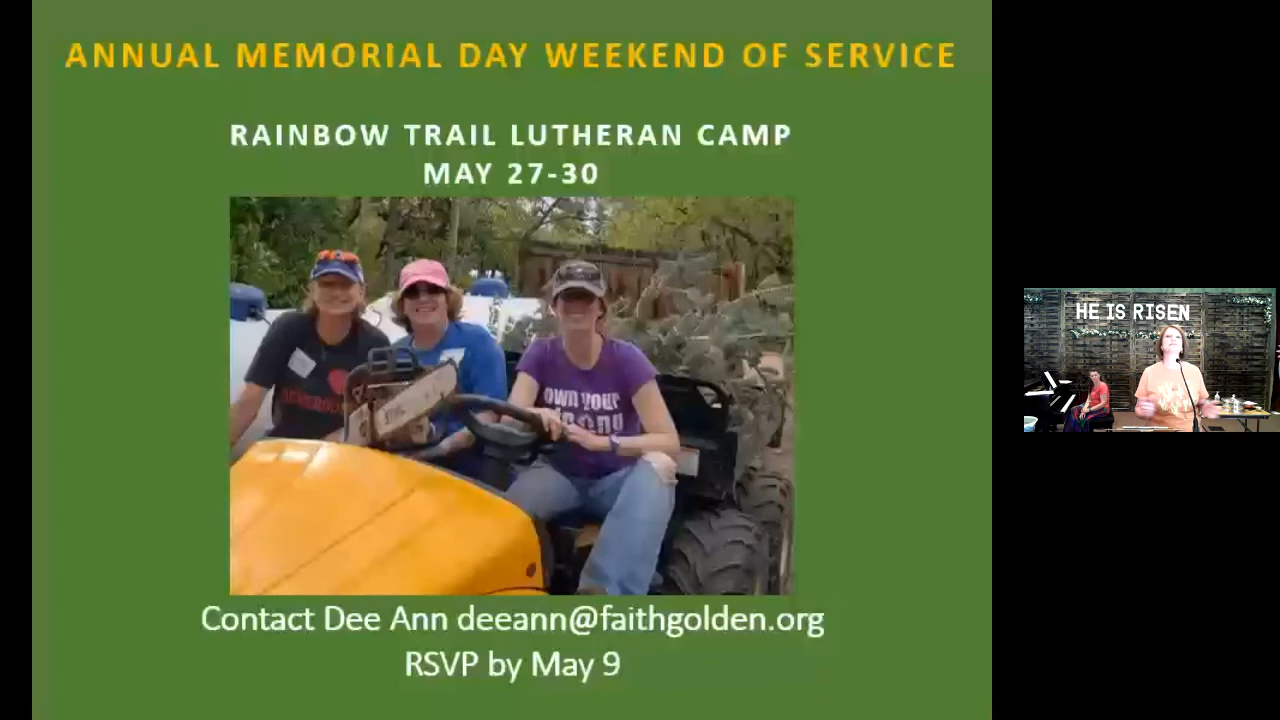 ANNUAL MEMORIAL DAY WEEKEND OF SERVICE
RAINBOW TRAIL LUTHERAN CAMP
MAY 27-30
own your
Contact Dee Ann deeann@faithgolden.org
RSVP by May 9
HE IS RISEN